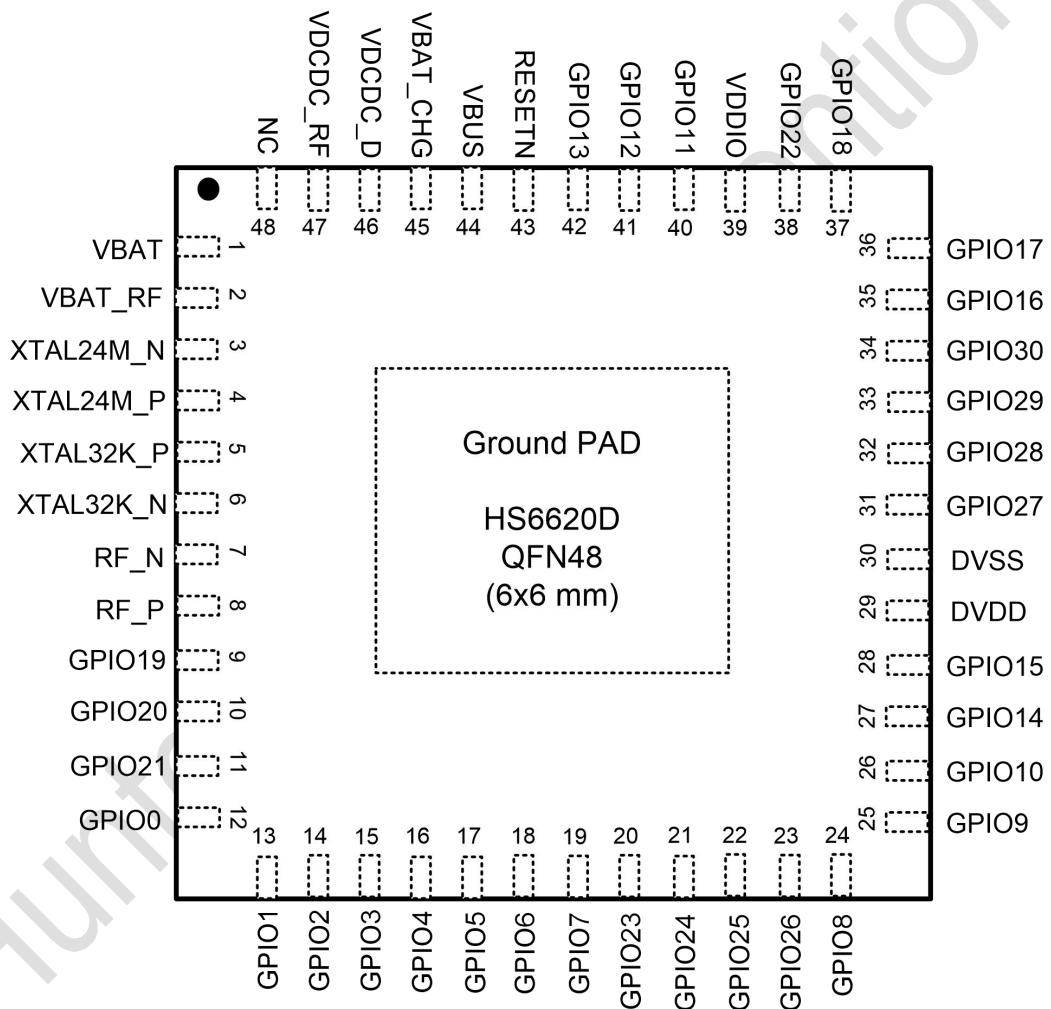 NC
VDCDC_RF
VDCDC_D
VBAT_CHG
VBUS
RESETN
GPIO13
GPIO12
GPIO11
VDDIO
GPIO22
GPIO18
48
47
46
45
44
43
42
41
40
39
38
37
VBAT 1
VBAT_RF 2
XTAL24M_N 3
XTAL24M_P 4
XTAL32K_P 5
XTAL32K_N 6
RF_N 7
RF_P 8
GPIO19 9
GPIO20 10
GPIO21 11
GPIO0 12
36 GPIO17
35 GPIO16
34 GPIO30
33 GPIO29
32 GPIO28
31 GPIO27
30 DVSS
29 DVDD
28 GPIO15
27 GPIO14
26 GPIO10
25 GPIO9
Ground PAD
HS6620D
QFN48
(6x6 mm)
13
14
15
16
17
18
19
20
21
22
23
24
GPIO1
GPIO2
GPIO3
GPIO4
GPIO5
GPIO6
GPIO7
GPIO23
GPIO24
GPIO25
GPIO26
GPIO8